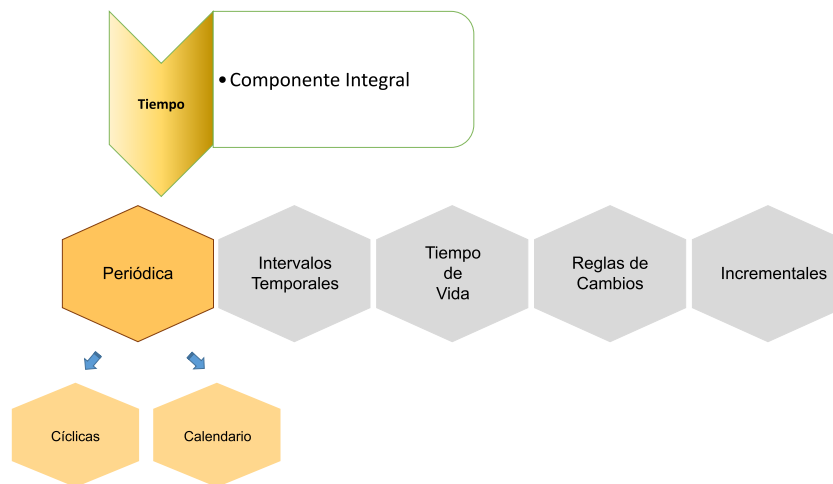 • Componente Integral
Tiempo
Periódica
Intervalos
Temporales
Tiempo
de
Vida
Reglas de
Cambios
Incrementales
Cíclicas
Calendario